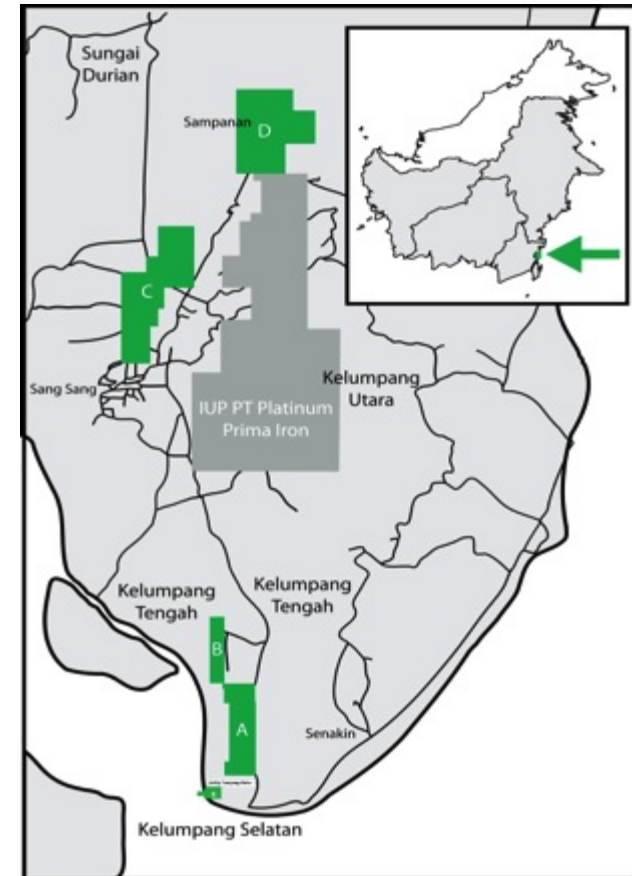 Sungai
Durian
Sampanan
D
C
Sang Sang
IUP PT Platinum
Prima Iron
Kelumpang
Utara
Kelumpang
Tengah
Kelumpang
Tengah
B
A
Senakin
Kelumpang Selatan